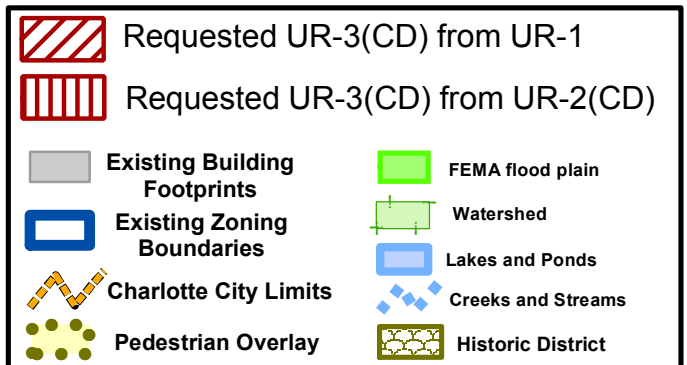 Requested UR-3(CD) from UR-1
Requested UR-3(CD) from UR-2(CD)
Existing Building
Footprints
Existing Zoning
Boundaries
Charlotte City Limits
Pedestrian Overlay
FEMA flood plain
Watershed
Lakes and Ponds
Creeks and Streams
Historic District